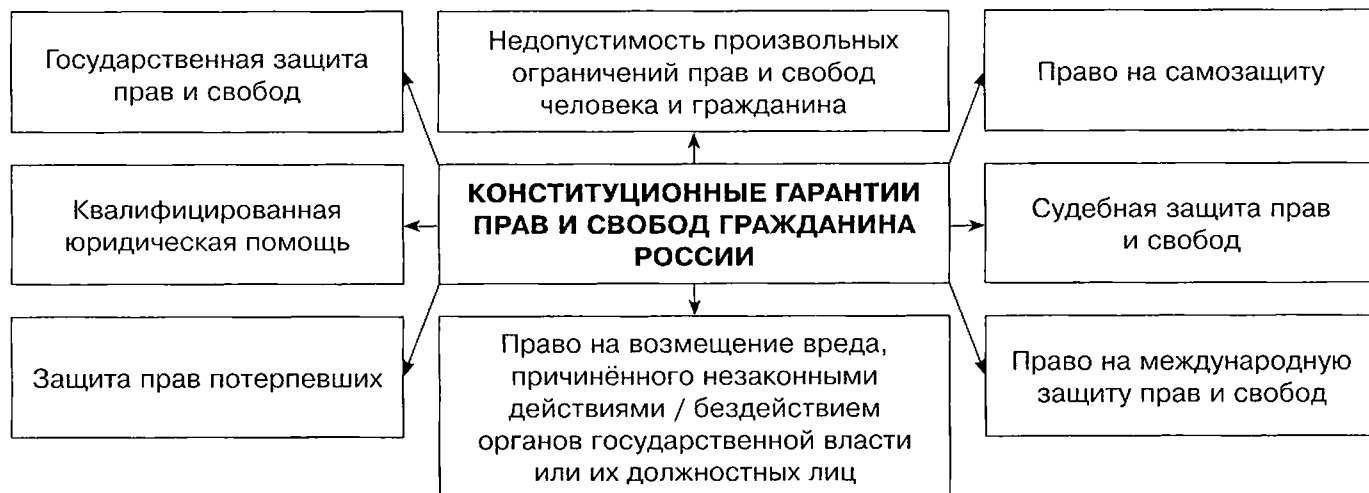 Государственная защита
прав и свобод
Недопустимость произвольных
ограничений прав и свобод
человека и гражданина
Право на самозащиту
Квалифицированная
юридическая помощь
КОНСТИТУЦИОННЫЕ ГАРАНТИИ
ПРАВ И СВОБОД ГРАЖДАНИНА
РОССИИ
Судебная защита прав
и свобод
Защита прав потерпевших
Право на возмещение вреда,
причинённого незаконными
действиями / бездействием
органов государственной власти
или их должностных лиц
Право на международную
защиту прав и свобод